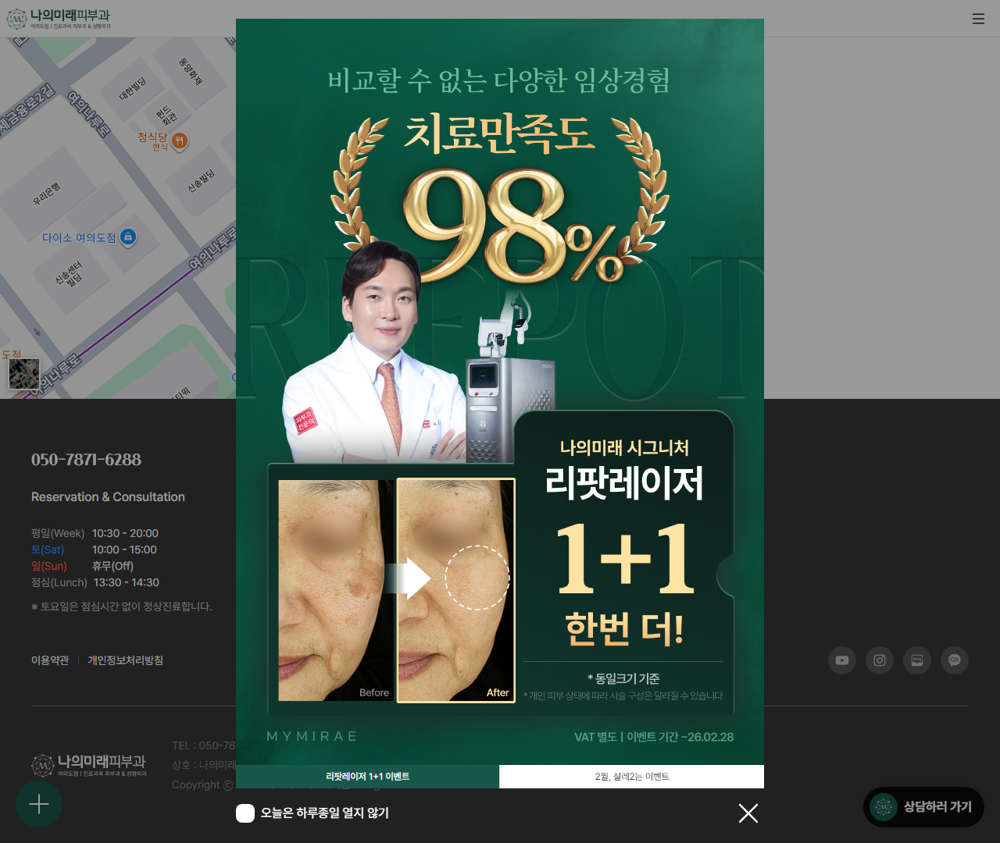 나의미래피부과
여의도점 | 진료과목 피부과 & 성형외과
동양화재
대한빌딩
여의나루로
펀드
회관
청식당
한식
신송빌딩
우리은행
다이소 여의도점
여의나루로
신송센터
빌딩
여의나루로
비교할 수 없는 다양한 임상경험
치료만족도
98%
REPOT
피부과
전문의
나의미래 시그니처
리팟레이저
1+1
한번 더!
Before
After
* 동일크기 기준
* 개인 피부 상태에 따라 시술 구성은 달라질 수 있습니다
MYMIRAE
VAT 별도 | 이벤트 기간 ~26.02.28
리팟레이저 1+1 이벤트
2월, 설레2는 이벤트
오늘은 하루종일 열지 않기
050-7871-6288
Reservation & Consultation
평일(Week) 10:30 - 20:00
토(Sat) 10:00 - 15:00
일(Sun) 휴무(Off)
점심(Lunch) 13:30 - 14:30
※ 토요일은 점심시간 없이 정상진료합니다.
이용약관
개인정보처리방침
blog
Ch
나의미래피부과
여의도점 | 진료과목 피부과 & 성형외과
TEL : 050-78
상호 : 나의미래
Copyright ⓒ
상담하러 가기